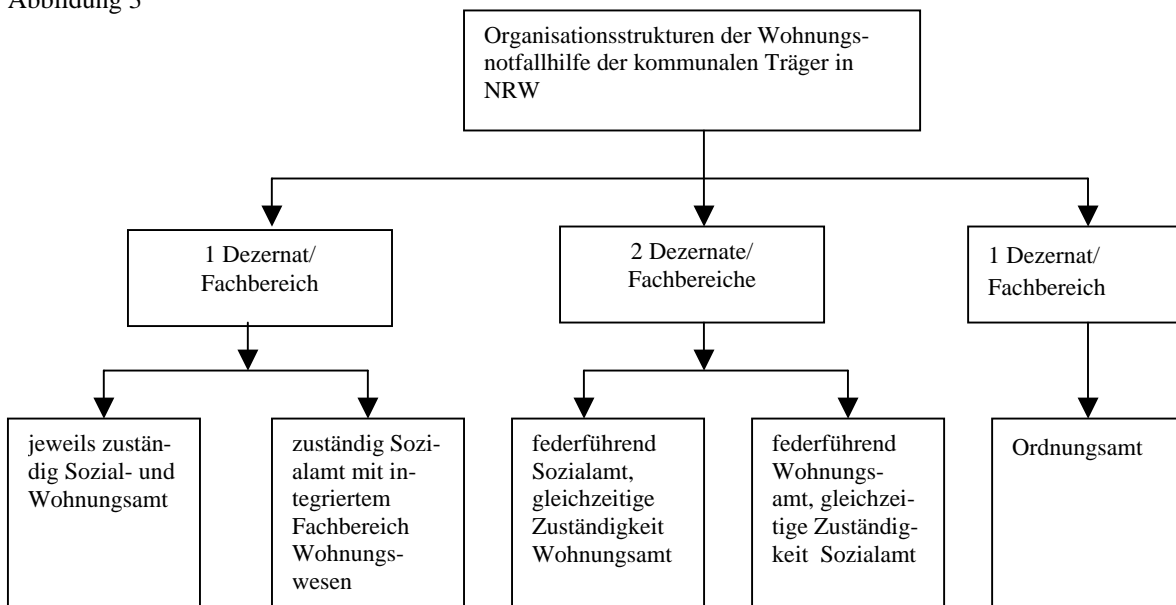 Abbildung 3
Organisationsstrukturen der Wohnungs-
notfallhilfe der kommunalen Träger in
NRW
1 Dezernat/
Fachbereich
2 Dezernate/
Fachbereiche
1 Dezernat/
Fachbereich
jeweils zustän-
dig Sozial- und
Wohnungsamt
zuständig Sozi-
alamt mit in-
tegriertem
Fachbereich
Wohnungs-
wesen
federführend
Sozialamt,
gleichzeitige
Zuständigkeit
Wohnungsamt
federführend
Wohnungs-
amt, gleichzei-
tige Zuständig-
keit Sozialamt
Ordnungsamt